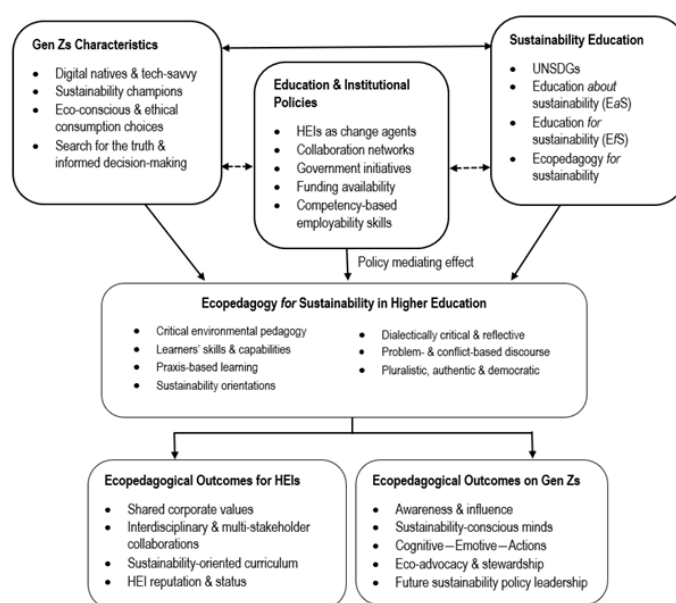 Gen Zs Characteristics
• Digital natives & tech-savvy
• Sustainability champions
• Eco-conscious & ethical
consumption choices
• Search for the truth &
informed decision-making
Education & Institutional
Policies
• HEIs as change agents
• Collaboration networks
• Government initiatives
• Funding availability
• Competency-based
employability skills
Sustainability Education
• UNSDGs
• Education about
sustainability (EaS)
• Education for
sustainability (EfS)
• Ecopedagogy for
sustainability
Policy mediating effect
Ecopedagogy for Sustainability in Higher Education
• Critical environmental pedagogy
• Learners' skills & capabilities
• Praxis-based learning
• Sustainability orientations
• Dialectically critical & reflective
• Problem- & conflict-based discourse
• Pluralistic, authentic & democratic
Ecopedagogical Outcomes for HEIs
• Shared corporate values
• Interdisciplinary & multi-stakeholder
collaborations
• Sustainability-oriented curriculum
• HEI reputation & status
Ecopedagogical Outcomes on Gen Zs
• Awareness & influence
• Sustainability-conscious minds
• Cognitive—Emotive—Actions
• Eco-advocacy & stewardship
• Future sustainability policy leadership